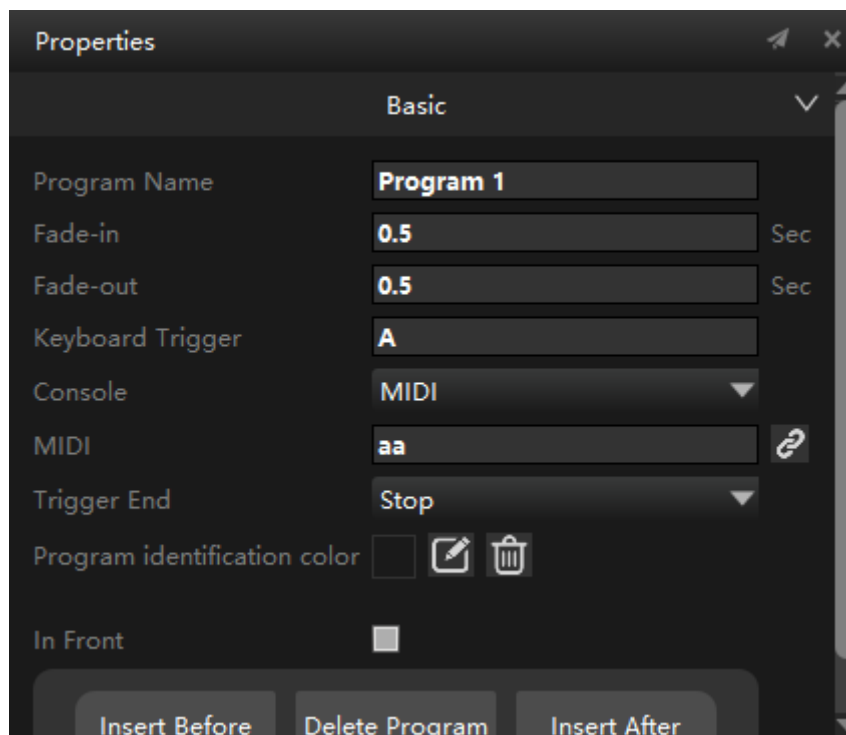 Properties
Basic
Program Name Program 1
Fade-in 0.5 Sec
Fade-out 0.5 Sec
Keyboard Trigger A
Console MIDI
MIDI aa
Trigger End Stop
Program identification color
In Front
Insert Before Delete Program Insert After